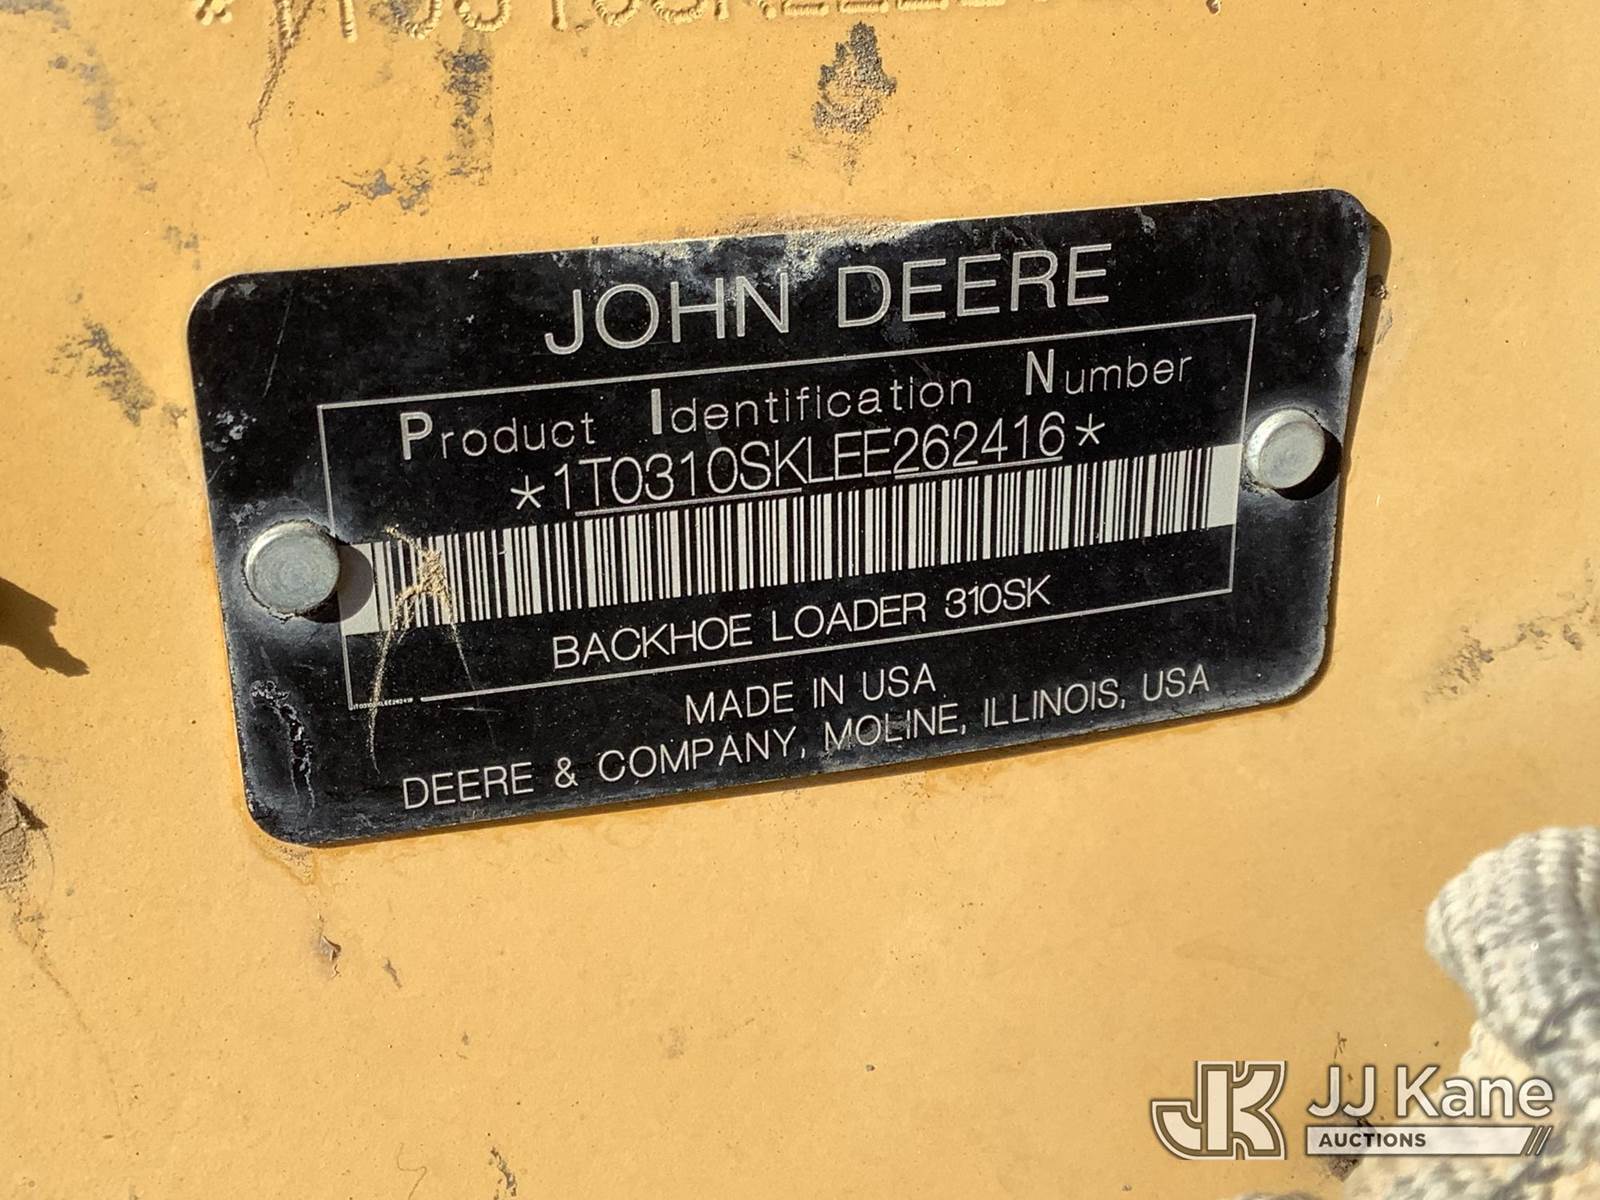 JOHN DEERE
Product Identification Number
*1T0310SKLEE262416*
BACKHOE LOADER 310SK
MADE IN USA
DEERE & COMPANY, MOLINE, ILLINOIS, USA
JJ Kane
AUCTIONS